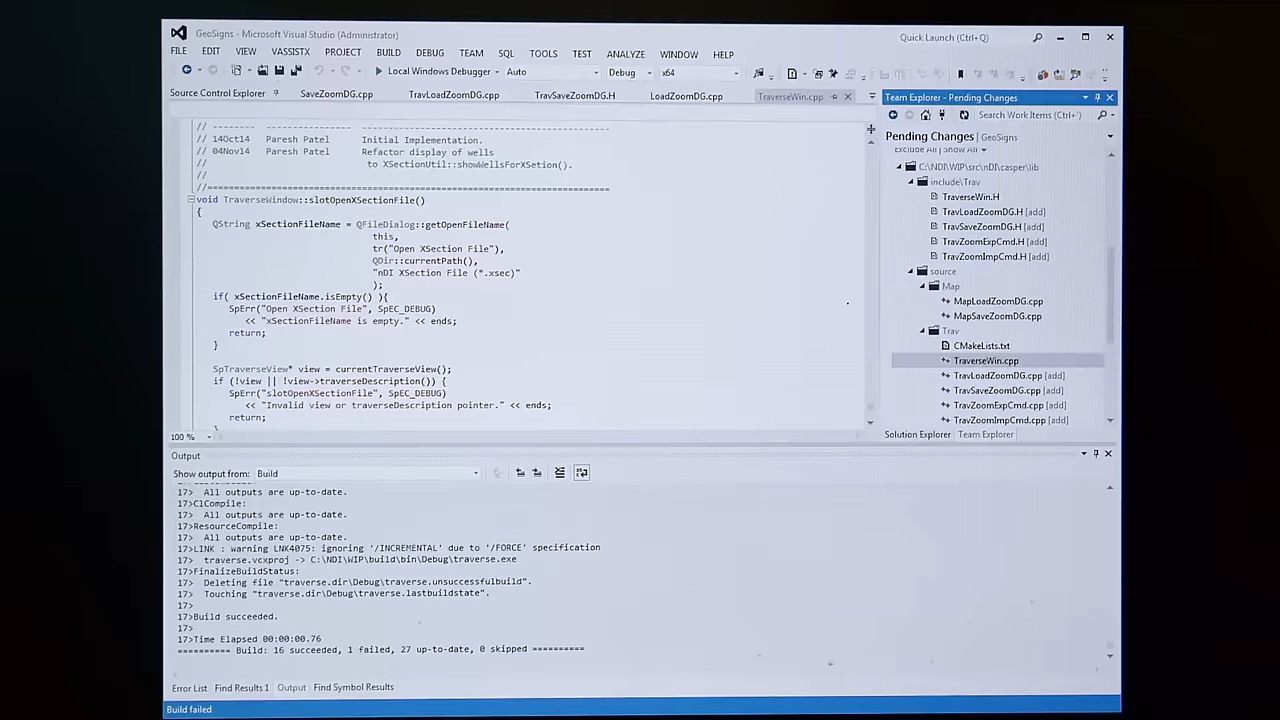 GeoSigns - Microsoft Visual Studio (Administrator)
Quick Launch (Ctrl+Q)
FILE EDIT VIEW VASSISTX PROJECT BUILD DEBUG TEAM SQL TOOLS TEST ANALYZE WINDOW HELP
Local Windows Debugger Auto Debug x64
Source Control Explorer SaveZoomDG.cpp TravLoadZoomDG.cpp TravSaveZoomDG.H LoadZoomDG.cpp TraverseWin.cpp
// -------- --------------- --------------------------------------------
// 14Oct14 Paresh Patel Initial Implementation.
// 04Nov14 Paresh Patel Refactor display of wells
// to XSectionUtil::showWellsForXSetion().
//
//=======================================================================
void TraverseWindow::slotOpenXSectionFile()
{
QString xSectionFileName = QFileDialog::getOpenFileName(
this,
tr("Open XSection File"),
QDir::currentPath(),
"nDI XSection File (*.xsec)"
);
if( xSectionFileName.isEmpty() ){
SpErr("Open XSection File", SpEC_DEBUG)
<< "xSectionFileName is empty." << ends;
return;
}
SpTraverseView* view = currentTraverseView();
if (!view || !view->traverseDescription()) {
SpErr("slotOpenXSectionFile", SpEC_DEBUG)
<< "Invalid view or traverseDescription pointer." << ends;
return;
}
100 %
Team Explorer - Pending Changes
Search Work Items (Ctrl+')
Pending Changes | GeoSigns
Exclude All | Show All
C:\NDI\WIP\src\nDI\casper\lib
include\Trav
TraverseWin.H
TravLoadZoomDG.H [add]
TravSaveZoomDG.H [add]
TravZoomExpCmd.H [add]
TravZoomImpCmd.H [add]
source
Map
MapLoadZoomDG.cpp
MapSaveZoomDG.cpp
Trav
CMakeLists.txt
TraverseWin.cpp
TravLoadZoomDG.cpp [add]
TravSaveZoomDG.cpp [add]
TravZoomExpCmd.cpp [add]
TravZoomImpCmd.cpp [add]
Solution Explorer Team Explorer
Output
Show output from: Build
17> All outputs are up-to-date.
17>ClCompile:
17> All outputs are up-to-date.
17>ResourceCompile:
17> All outputs are up-to-date.
17>LINK : warning LNK4075: ignoring '/INCREMENTAL' due to '/FORCE' specification
17> traverse.vcxproj -> C:\NDI\WIP\build\bin\Debug\traverse.exe
17>FinalizeBuildStatus:
17> Deleting file "traverse.dir\Debug\traverse.unsuccessfulbuild".
17> Touching "traverse.dir\Debug\traverse.lastbuildstate".
17>
17>Build succeeded.
17>
17>Time Elapsed 00:00:00.76
========== Build: 16 succeeded, 1 failed, 27 up-to-date, 0 skipped ==========
Error List Find Results 1 Output Find Symbol Results
Build failed